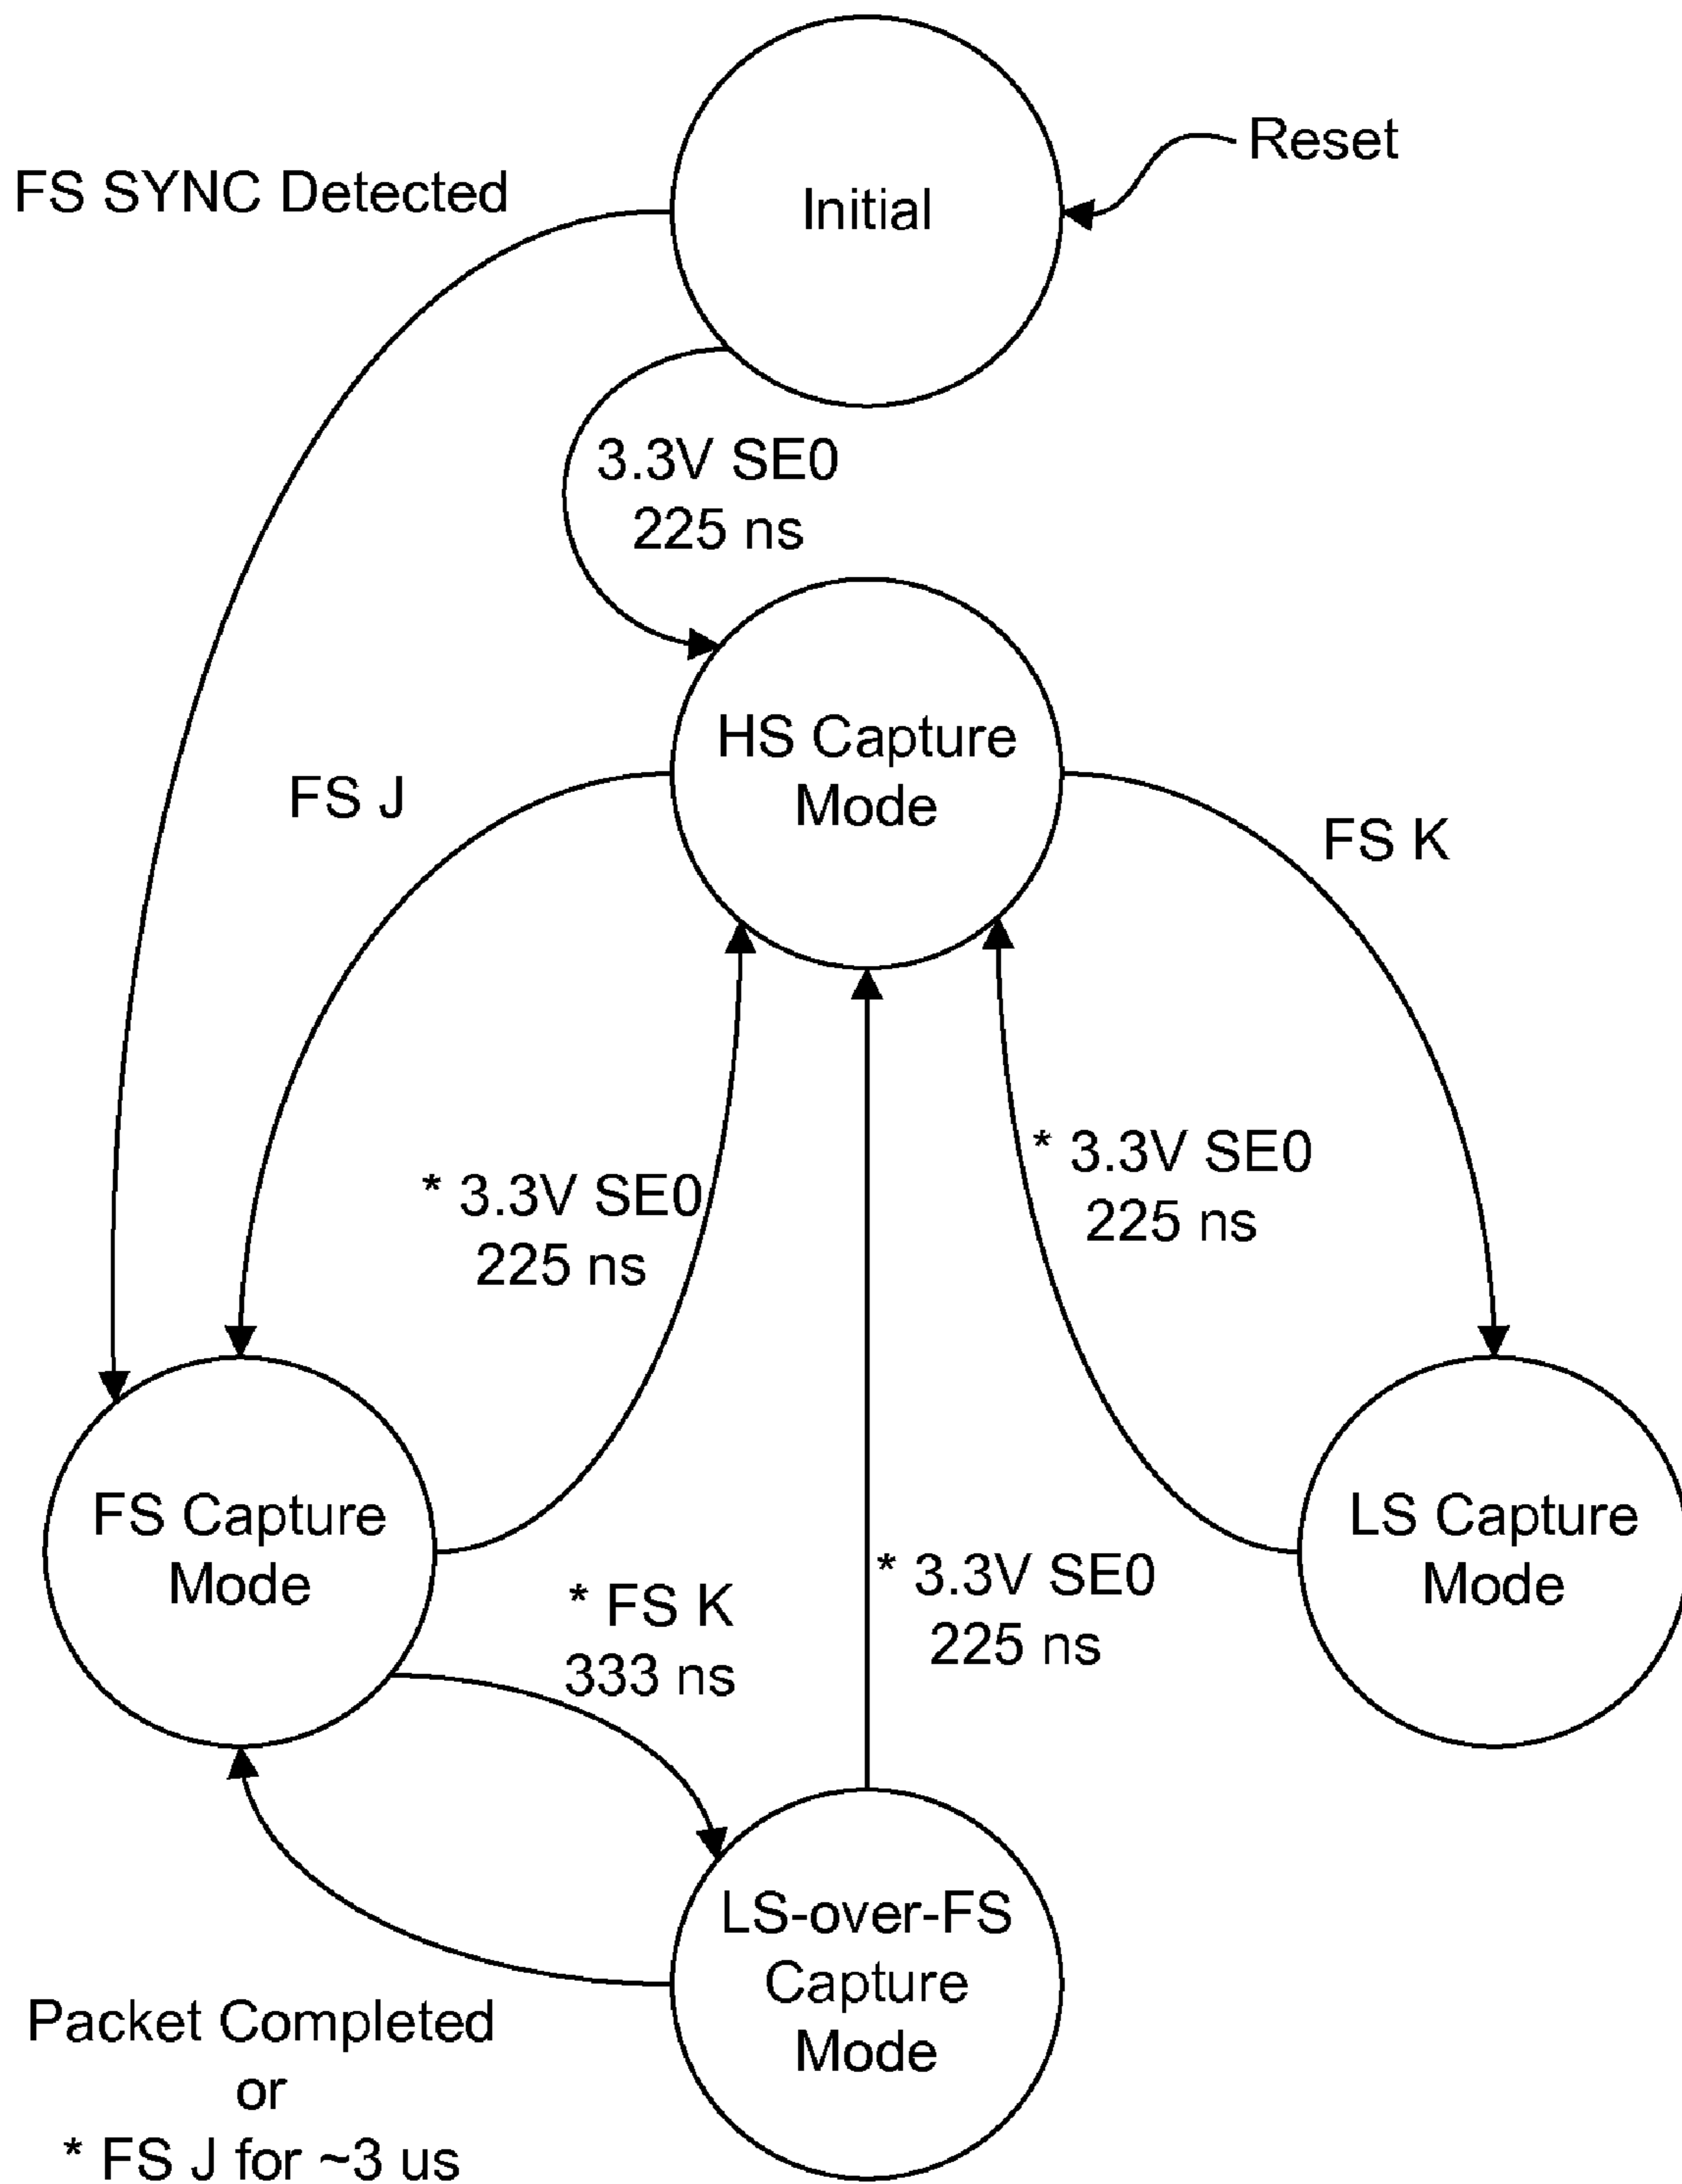 Reset
FS SYNC Detected
Initial
3.3V SE0
225 ns
HS Capture
Mode
FS J
FS K
* 3.3V SE0
225 ns
* 3.3V SE0
225 ns
FS Capture
Mode
LS Capture
Mode
* 3.3V SE0
225 ns
* FS K
333 ns
LS-over-FS
Capture
Mode
Packet Completed
or
* FS J for ~3 us